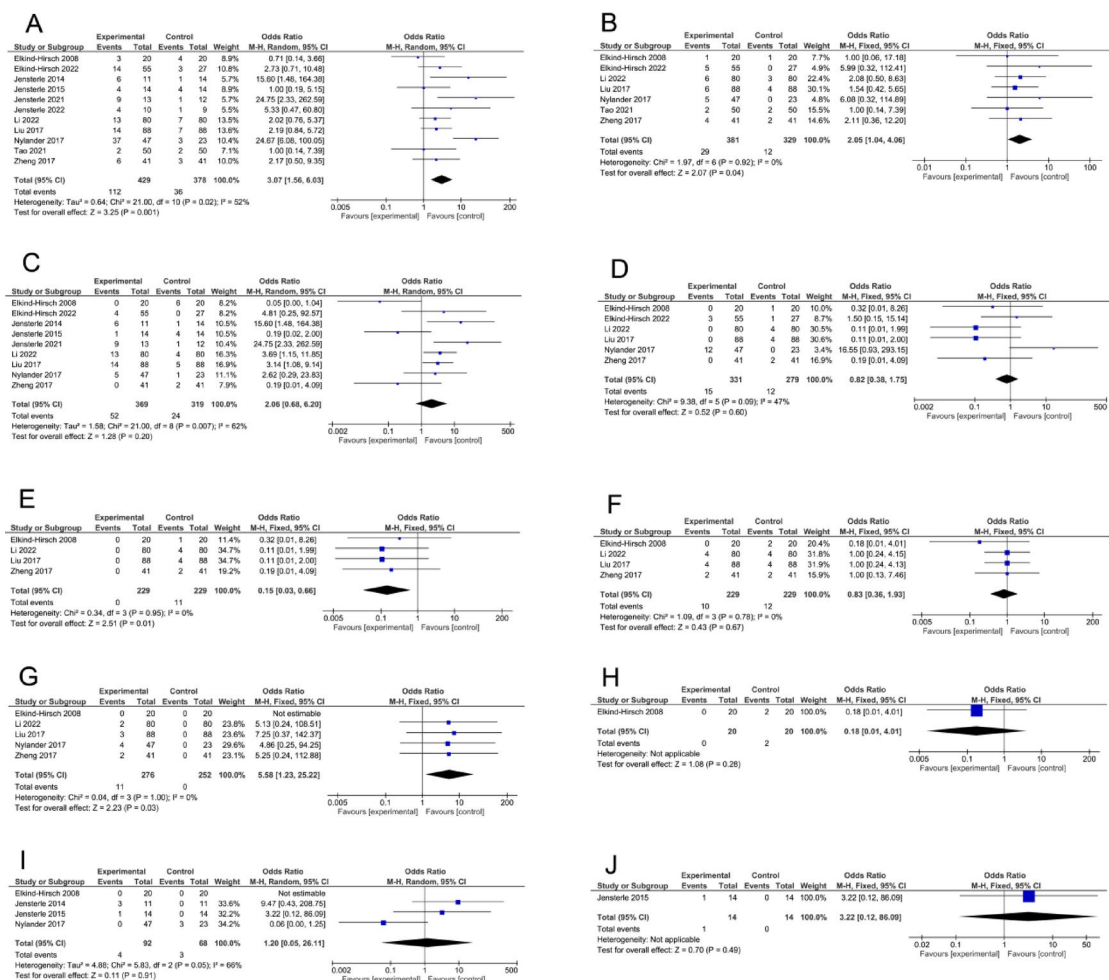 A
Experimental Control Odds Ratio Odds Ratio
Study or Subgroup Events Total Events Total Weight M-H, Random, 95% CI M-H, Random, 95% CI
Elkind-Hirsch 2008 3 20 4 20 8.9% 0.71 [0.14, 3.66]
Elkind-Hirsch 2022 14 55 3 27 10.8% 2.73 [0.71, 10.48]
Jensterle 2014 6 11 1 14 5.9% 15.60 [1.48, 164.38]
Jensterle 2015 4 14 4 14 8.6% 1.00 [0.19, 5.15]
Jensterle 2021 9 13 1 12 5.8% 24.75 [2.33, 262.59]
Jensterle 2022 4 10 1 9 5.6% 5.33 [0.47, 60.80]
Li 2022 13 80 7 80 14.0% 2.02 [0.76, 5.37]
Liu 2017 14 88 7 88 14.1% 2.19 [0.84, 5.72]
Nylander 2017 37 47 3 23 10.4% 24.67 [6.08, 100.05]
Tao 2021 2 50 2 50 7.0% 1.00 [0.14, 7.39]
Zheng 2017 6 41 3 41 9.6% 2.17 [0.50, 9.35]
Total (95% CI) 429 378 100.0% 3.07 [1.56, 6.03]
Total events 112 36
Heterogeneity: Tau² = 0.64; Chi² = 21.00, df = 10 (P = 0.02); I² = 52%
Test for overall effect: Z = 3.25 (P = 0.001)
0.005 0.1 1 10 200
Favours [experimental] Favours [control]
B
Experimental Control Odds Ratio Odds Ratio
Study or Subgroup Events Total Events Total Weight M-H, Fixed, 95% CI M-H, Fixed, 95% CI
Elkind-Hirsch 2008 1 20 1 20 7.7% 1.00 [0.06, 17.18]
Elkind-Hirsch 2022 5 55 0 27 4.9% 5.99 [0.32, 112.41]
Li 2022 6 80 3 80 22.4% 2.08 [0.50, 8.63]
Liu 2017 6 88 4 88 30.1% 1.54 [0.42, 5.65]
Nylander 2017 5 47 0 23 4.8% 6.08 [0.32, 114.89]
Tao 2021 2 50 2 50 15.5% 1.00 [0.14, 7.39]
Zheng 2017 4 41 2 41 14.6% 2.11 [0.36, 12.20]
Total (95% CI) 381 329 100.0% 2.05 [1.04, 4.06]
Total events 29 12
Heterogeneity: Chi² = 1.97, df = 6 (P = 0.92); I² = 0%
Test for overall effect: Z = 2.07 (P = 0.04)
0.01 0.1 1 10 100
Favours [experimental] Favours [control]
C
Experimental Control Odds Ratio Odds Ratio
Study or Subgroup Events Total Events Total Weight M-H, Random, 95% CI M-H, Random, 95% CI
Elkind-Hirsch 2008 0 20 6 20 8.2% 0.05 [0.00, 1.04]
Elkind-Hirsch 2022 4 55 0 27 8.2% 4.81 [0.25, 92.57]
Jensterle 2014 6 11 1 14 10.7% 15.60 [1.48, 164.38]
Jensterle 2015 1 14 4 14 10.6% 0.19 [0.02, 2.00]
Jensterle 2021 9 13 1 12 10.6% 24.75 [2.33, 262.59]
Li 2022 13 80 4 80 16.5% 3.69 [1.15, 11.85]
Liu 2017 14 88 5 88 16.9% 3.14 [1.08, 9.14]
Nylander 2017 5 47 1 23 11.1% 2.62 [0.29, 23.83]
Zheng 2017 0 41 2 41 7.9% 0.19 [0.01, 4.09]
Total (95% CI) 369 319 100.0% 2.06 [0.68, 6.20]
Total events 52 24
Heterogeneity: Tau² = 1.58; Chi² = 21.00, df = 8 (P = 0.007); I² = 62%
Test for overall effect: Z = 1.28 (P = 0.20)
0.002 0.1 1 10 500
Favours [experimental] Favours [control]
D
Experimental Control Odds Ratio Odds Ratio
Study or Subgroup Events Total Events Total Weight M-H, Fixed, 95% CI M-H, Fixed, 95% CI
Elkind-Hirsch 2008 0 20 1 20 10.0% 0.32 [0.01, 8.26]
Elkind-Hirsch 2022 3 55 1 27 8.8% 1.50 [0.15, 15.14]
Li 2022 0 80 4 80 30.5% 0.11 [0.01, 1.99]
Liu 2017 0 88 4 88 30.5% 0.11 [0.01, 2.00]
Nylander 2017 12 47 0 23 3.4% 16.55 [0.93, 293.15]
Zheng 2017 0 41 2 41 16.9% 0.19 [0.01, 4.09]
Total (95% CI) 331 279 100.0% 0.82 [0.38, 1.75]
Total events 15 12
Heterogeneity: Chi² = 9.38, df = 5 (P = 0.09); I² = 47%
Test for overall effect: Z = 0.52 (P = 0.60)
0.002 0.1 1 10 500
Favours [experimental] Favours [control]
E
Experimental Control Odds Ratio Odds Ratio
Study or Subgroup Events Total Events Total Weight M-H, Fixed, 95% CI M-H, Fixed, 95% CI
Elkind-Hirsch 2008 0 20 1 20 11.4% 0.32 [0.01, 8.26]
Li 2022 0 80 4 80 34.7% 0.11 [0.01, 1.99]
Liu 2017 0 88 4 88 34.7% 0.11 [0.01, 2.00]
Zheng 2017 0 41 2 41 19.2% 0.19 [0.01, 4.09]
Total (95% CI) 229 229 100.0% 0.15 [0.03, 0.66]
Total events 0 11
Heterogeneity: Chi² = 0.34, df = 3 (P = 0.95); I² = 0%
Test for overall effect: Z = 2.51 (P = 0.01)
0.005 0.1 1 10 200
Favours [experimental] Favours [control]
F
Experimental Control Odds Ratio Odds Ratio
Study or Subgroup Events Total Events Total Weight M-H, Fixed, 95% CI M-H, Fixed, 95% CI
Elkind-Hirsch 2008 0 20 2 20 20.4% 0.18 [0.01, 4.01]
Li 2022 4 80 4 80 31.8% 1.00 [0.24, 4.15]
Liu 2017 4 88 4 88 31.9% 1.00 [0.24, 4.13]
Zheng 2017 2 41 2 41 15.9% 1.00 [0.13, 7.46]
Total (95% CI) 229 229 100.0% 0.83 [0.36, 1.93]
Total events 10 12
Heterogeneity: Chi² = 1.09, df = 3 (P = 0.78); I² = 0%
Test for overall effect: Z = 0.43 (P = 0.67)
0.005 0.1 1 10 200
Favours [experimental] Favours [control]
G
Experimental Control Odds Ratio Odds Ratio
Study or Subgroup Events Total Events Total Weight M-H, Fixed, 95% CI M-H, Fixed, 95% CI
Elkind-Hirsch 2008 0 20 0 20 Not estimable
Li 2022 2 80 0 80 23.8% 5.13 [0.24, 108.51]
Liu 2017 3 88 0 88 23.6% 7.25 [0.37, 142.37]
Nylander 2017 4 47 0 23 29.6% 4.86 [0.25, 94.25]
Zheng 2017 2 41 0 41 23.1% 5.25 [0.24, 112.88]
Total (95% CI) 276 252 100.0% 5.58 [1.23, 25.22]
Total events 11 0
Heterogeneity: Chi² = 0.04, df = 3 (P = 1.00); I² = 0%
Test for overall effect: Z = 2.23 (P = 0.03)
0.005 0.1 1 10 200
Favours [experimental] Favours [control]
H
Experimental Control Odds Ratio Odds Ratio
Study or Subgroup Events Total Events Total Weight M-H, Fixed, 95% CI M-H, Fixed, 95% CI
Elkind-Hirsch 2008 0 20 2 20 100.0% 0.18 [0.01, 4.01]
Total (95% CI) 20 20 100.0% 0.18 [0.01, 4.01]
Total events 0 2
Heterogeneity: Not applicable
Test for overall effect: Z = 1.08 (P = 0.28)
0.005 0.1 1 10 200
Favours [experimental] Favours [control]
I
Experimental Control Odds Ratio Odds Ratio
Study or Subgroup Events Total Events Total Weight M-H, Random, 95% CI M-H, Random, 95% CI
Elkind-Hirsch 2008 0 20 0 20 Not estimable
Jensterle 2014 3 11 0 11 33.6% 9.47 [0.43, 208.75]
Jensterle 2015 1 14 0 14 32.2% 3.22 [0.12, 86.09]
Nylander 2017 0 47 3 23 34.2% 0.06 [0.00, 1.25]
Total (95% CI) 92 68 100.0% 1.20 [0.05, 26.11]
Total events 4 3
Heterogeneity: Tau² = 4.88; Chi² = 5.83, df = 2 (P = 0.05); I² = 66%
Test for overall effect: Z = 0.11 (P = 0.91)
0.002 0.1 1 10 500
Favours [experimental] Favours [control]
J
Experimental Control Odds Ratio Odds Ratio
Study or Subgroup Events Total Events Total Weight M-H, Fixed, 95% CI M-H, Fixed, 95% CI
Jensterle 2015 1 14 0 14 100.0% 3.22 [0.12, 86.09]
Total (95% CI) 14 14 100.0% 3.22 [0.12, 86.09]
Total events 1 0
Heterogeneity: Not applicable
Test for overall effect: Z = 0.70 (P = 0.49)
0.01 0.1 1 10 100
Favours [experimental] Favours [control]